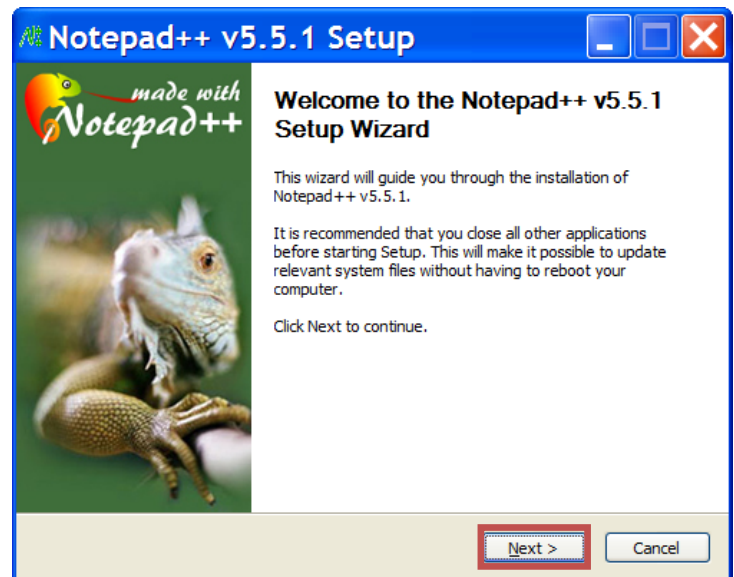 Notepad++ v5.5.1 Setup
made with
Notepad++
Welcome to the Notepad++ v5.5.1
Setup Wizard
This wizard will guide you through the installation of
Notepad++ v5.5.1.
It is recommended that you close all other applications
before starting Setup. This will make it possible to update
relevant system files without having to reboot your
computer.
Click Next to continue.
Next >
Cancel